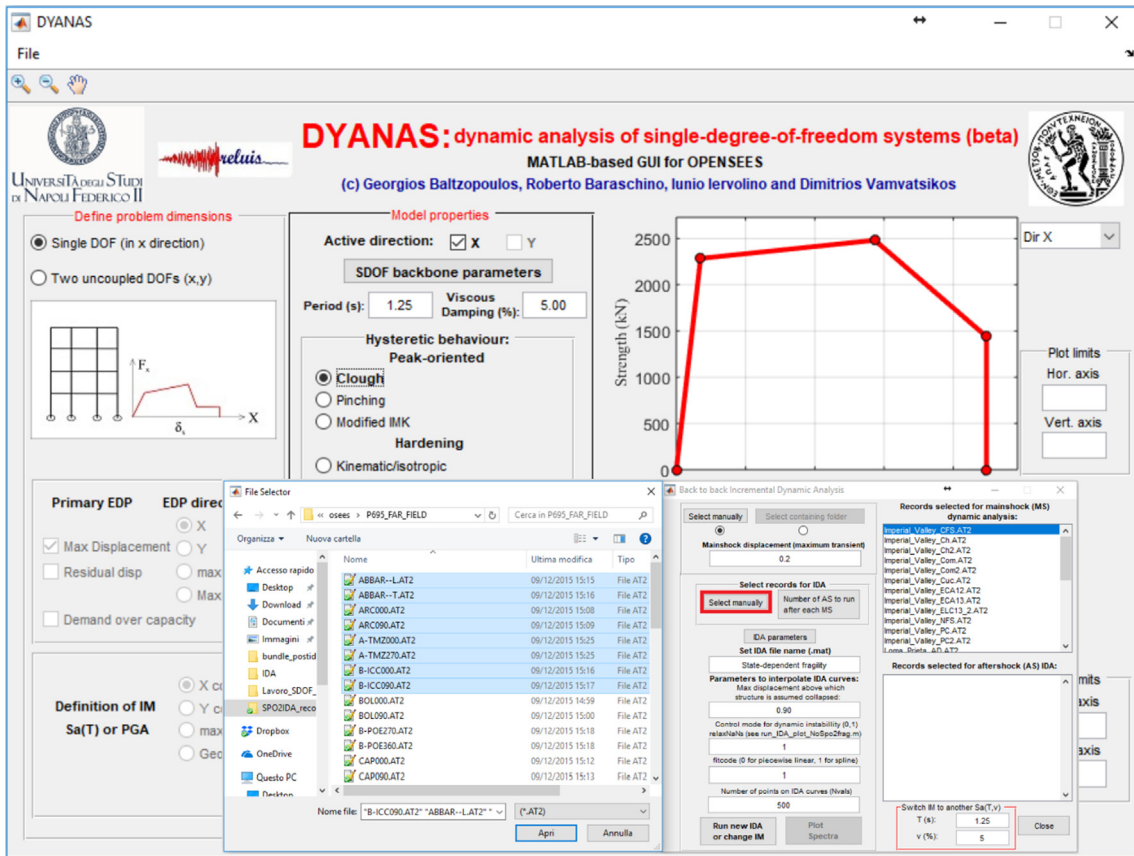 DYANAS
File
UNIVERSITÀ DEGLI STUDI
DI NAPOLI FEDERICO II
reluis
DYANAS: dynamic analysis of single-degree-of-freedom systems (beta)
MATLAB-based GUI for OPENSEES
(c) Georgios Baltzopoulos, Roberto Baraschino, Iunio Iervolino and Dimitrios Vamvatsikos
Define problem dimensions
Single DOF (in x direction)
Two uncoupled DOFs (x,y)
Fx
X
δx
Model properties
Active direction: X Y
SDOF backbone parameters
Period (s): 1.25 Viscous Damping (%): 5.00
Hysteretic behaviour:
Peak-oriented
Clough
Pinching
Modified IMK
Hardening
Kinematic/isotropic
Strength (kN)
2500
2000
1500
1000
500
0
Dir X
Plot limits
Hor. axis
Vert. axis
Primary EDP EDP direc
X
Max Displacement Y
Residual disp max
Max
Demand over capacity
Definition of IM
Sa(T) or PGA
X co
Y co
max
Geo
File Selector
« osees > P695_FAR_FIELD
Cerca in P695_FAR_FIELD
Organizza Nuova cartella
Accesso rapido
Desktop
Download
Documenti
Immagini
bundle_postid
IDA
Lavoro_SDOF_
SPO2IDA_reco
Dropbox
OneDrive
Questo PC
Desktop
Nome Ultima modifica Tipo
ABBAR--L.AT2 09/12/2015 15:15 File AT2
ABBAR--T.AT2 09/12/2015 15:16 File AT2
ARC000.AT2 09/12/2015 15:08 File AT2
ARC090.AT2 09/12/2015 15:09 File AT2
A-TMZ000.AT2 09/12/2015 15:25 File AT2
A-TMZ270.AT2 09/12/2015 15:25 File AT2
B-ICC000.AT2 09/12/2015 15:16 File AT2
B-ICC090.AT2 09/12/2015 15:17 File AT2
BOL000.AT2 09/12/2015 14:59 File AT2
BOL090.AT2 09/12/2015 15:00 File AT2
B-POE270.AT2 09/12/2015 15:18 File AT2
B-POE360.AT2 09/12/2015 15:18 File AT2
CAP000.AT2 09/12/2015 15:12 File AT2
CAP090.AT2 09/12/2015 15:13 File AT2
Nome file: "B-ICC090.AT2" "ABBAR--L.AT2" " (*.AT2)
Apri Annulla
Back to back Incremental Dynamic Analysis
Select manually Select containing folder
Mainshock displacement (maximum transient)
0.2
Select records for IDA
Select manually
Number of AS to run
after each MS
IDA parameters
Set IDA file name (.mat)
State-dependent fragility
Parameters to interpolate IDA curves:
Max displacement above which
structure is assumed collapsed:
0.90
Control mode for dynamic instability (0,1)
relaxNaNs (see run_IDA_plot_NoSpo2frag.m)
1
fitcode (0 for piecewise linear, 1 for spline)
1
Number of points on IDA curves (Nvals)
500
Run new IDA
or change IM
Plot
Spectra
Records selected for mainshock (MS)
dynamic analysis:
Imperial_Valley_CFS.AT2
Imperial_Valley_Ch.AT2
Imperial_Valley_Ch2.AT2
Imperial_Valley_Com.AT2
Imperial_Valley_Com2.AT2
Imperial_Valley_Cuc.AT2
Imperial_Valley_ECA12.AT2
Imperial_Valley_ECA13.AT2
Imperial_Valley_ELC13_2.AT2
Imperial_Valley_NFS.AT2
Imperial_Valley_PC.AT2
Imperial_Valley_PC2.AT2
Loma_Prieta_AD.AT2
Records selected for aftershock (AS) IDA:
Switch IM to another Sa(T,v)
T (s): 1.25
v (%): 5
Close
mits
axis
axis